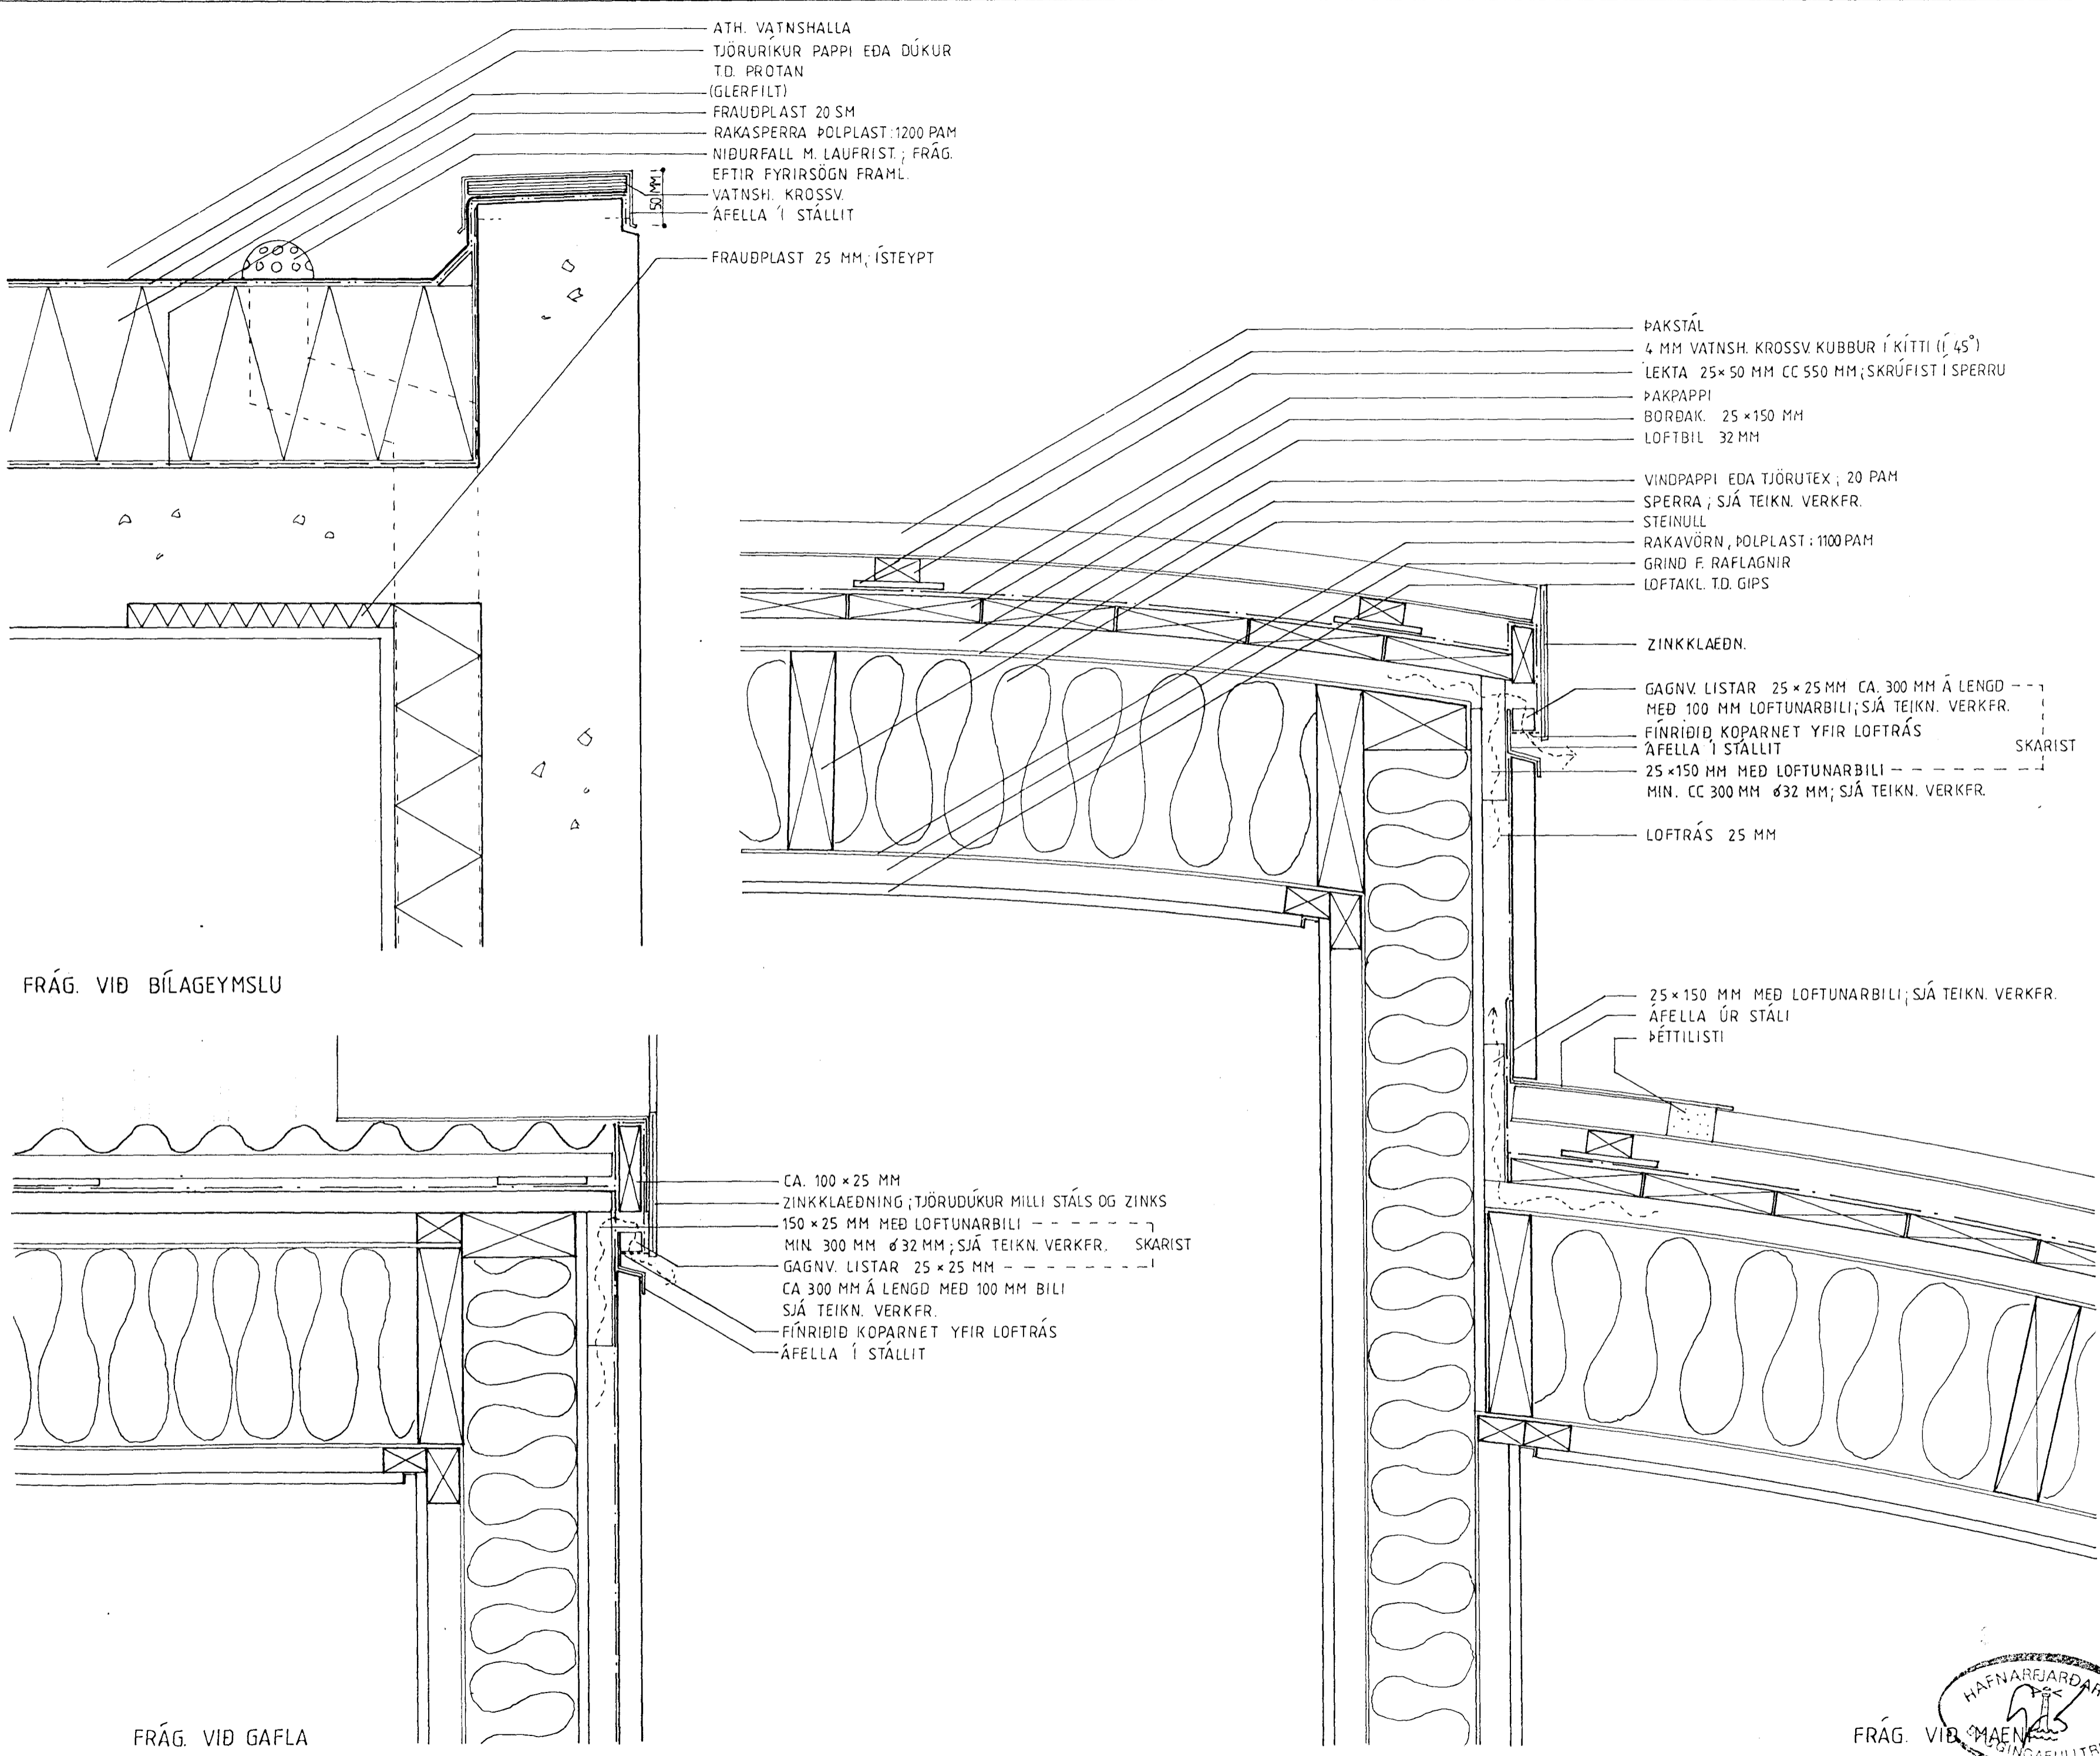 ATH. VATNSHALLA
TJÖRURÍKUR PAPPI EÐA DÚKUR
T.D. PROTAN
(GLERFILT)
FRAUÐPLAST 20 SM
RAKASPERRA ÞOLPLAST:1200 PAM
NIÐURFALL M. LAUFRIST.; FRÁG.
EFTIR FYRIRSÖGN FRAML.
VATNSH. KROSSV.
ÁFELLA Í STÁLLIT
50 MM
FRAUÐPLAST 25 MM; ÍSTEYPT
FRÁG. VIÐ BÍLAGEYMSLU
ÞAKSTÁL
4 MM VATNSH. KROSSV. KUBBUR Í KÍTTI (Í 45°)
LEKTA 25×50 MM CC 550 MM; SKRÚFIST Í SPERRU
ÞAKPAPPI
BORÐAK. 25×150 MM
LOFTBIL 32 MM
VINDPAPPI EÐA TJÖRUTEX; 20 PAM
SPERRA; SJÁ TEIKN. VERKFR.
STEINULL
RAKAVÖRN, ÞOLPLAST: 1100 PAM
GRIND F. RAFLAGNIR
LOFTAKL. T.D. GIPS
ZINKKLAEÐN.
GAGNV. LISTAR 25×25 MM CA. 300 MM Á LENGD
MEÐ 100 MM LOFTUNARBILI; SJÁ TEIKN. VERKFR.
FÍNRIÐIÐ KOPARNET YFIR LOFTRÁS
ÁFELLA Í STÁLLIT SKARIST
25×150 MM MEÐ LOFTUNARBILI
MIN. CC 300 MM ø32 MM; SJÁ TEIKN. VERKFR.
LOFTRÁS 25 MM
25×150 MM MEÐ LOFTUNARBILI; SJÁ TEIKN. VERKFR.
ÁFELLA ÚR STÁLI
ÞÉTTILISTI
CA. 100×25 MM
ZINKKLAEÐNING; TJÖRUDÚKUR MILLI STÁLS OG ZINKS
150×25 MM MEÐ LOFTUNARBILI
MIN. 300 MM ø32 MM; SJÁ TEIKN. VERKFR. SKARIST
GAGNV. LISTAR 25×25 MM
CA 300 MM Á LENGD MEÐ 100 MM BILI
SJÁ TEIKN. VERKFR.
FÍNRIÐIÐ KOPARNET YFIR LOFTRÁS
ÁFELLA Í STÁLLIT
FRÁG. VIÐ GAFLA
FRÁG. VIÐ
HAFNARFJARÐAR